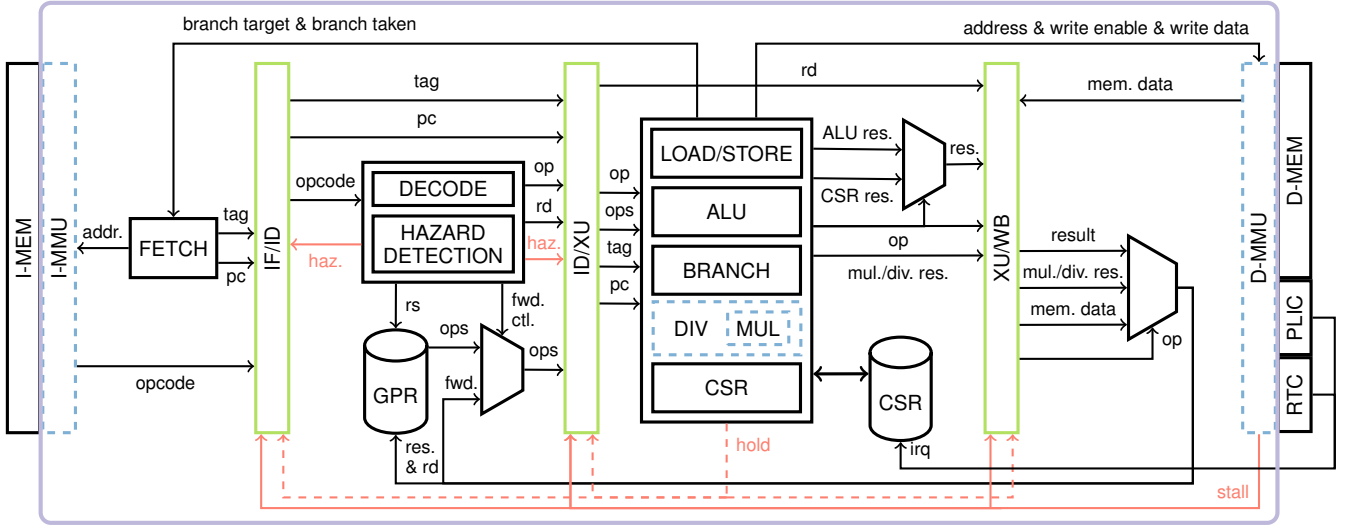 branch target & branch taken
address & write enable & write data
I-MEM
I-MMU
addr.
FETCH
tag
pc
opcode
IF/ID
tag
pc
opcode
DECODE
HAZARD
DETECTION
haz.
op
rd
haz.
rs
fwd.
ctl.
GPR
ops
fwd.
ops
res.
& rd
ID/XU
rd
op
ops
tag
pc
LOAD/STORE
ALU
BRANCH
DIV
MUL
CSR
hold
ALU res.
CSR res.
res.
op
mul./div. res.
CSR
irq
XU/WB
mem. data
result
mul./div. res.
mem. data
op
D-MMU
D-MEM
PLIC
RTC
stall